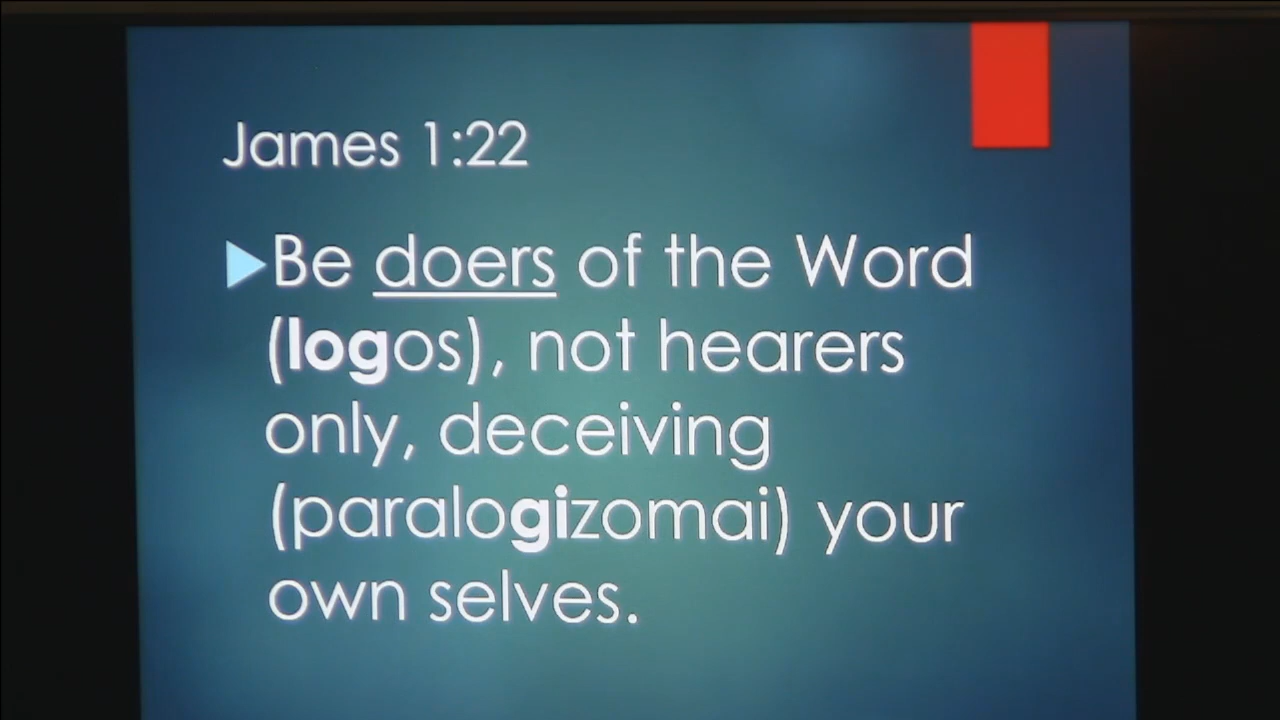 James 1:22
Be doers of the Word
(logos), not hearers
only, deceiving
(paralogizomai) your
own selves.